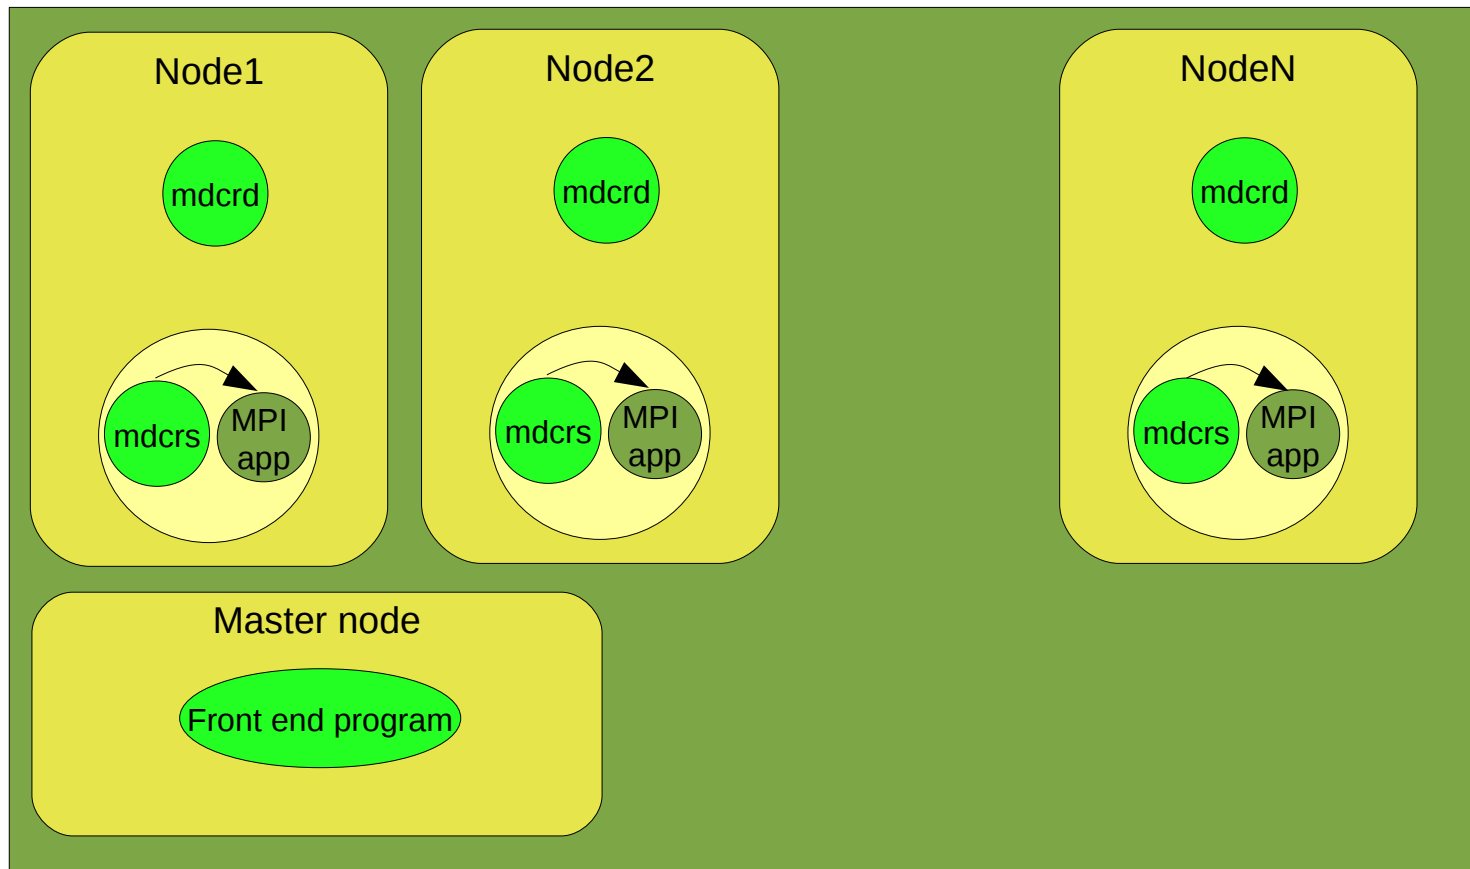 Node1
mdcrd
mdcrs
MPI
app
Node2
mdcrd
mdcrs
MPI
app
NodeN
mdcrd
mdcrs
MPI
app
Master node
Front end program